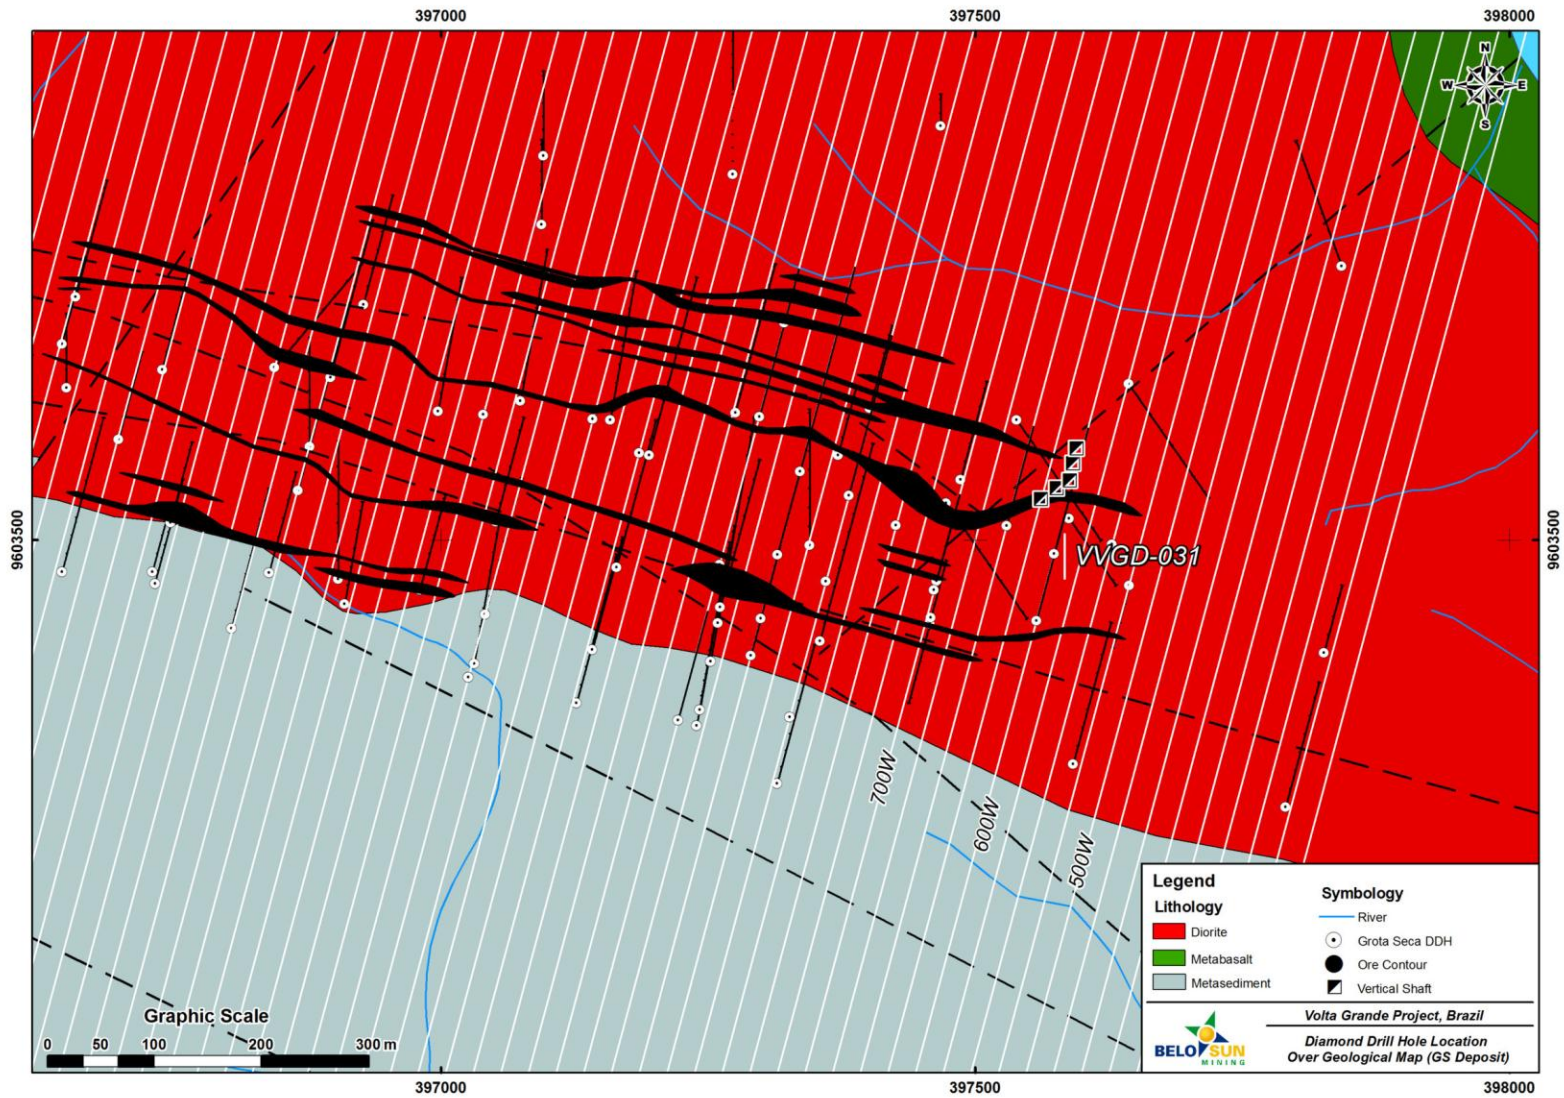 397000 397500 398000
N
W E
S
9603500
9603500
VVGD-031
700W
600W
500W
Legend
Lithology
Diorite
Metabasalt
Metasediment
Symbology
River
Grota Seca DDH
Ore Contour
Vertical Shaft
Volta Grande Project, Brazil
Diamond Drill Hole Location
Over Geological Map (GS Deposit)
BELO SUN
MINING
Graphic Scale
0 50 100 200 300 m
397000 397500 398000